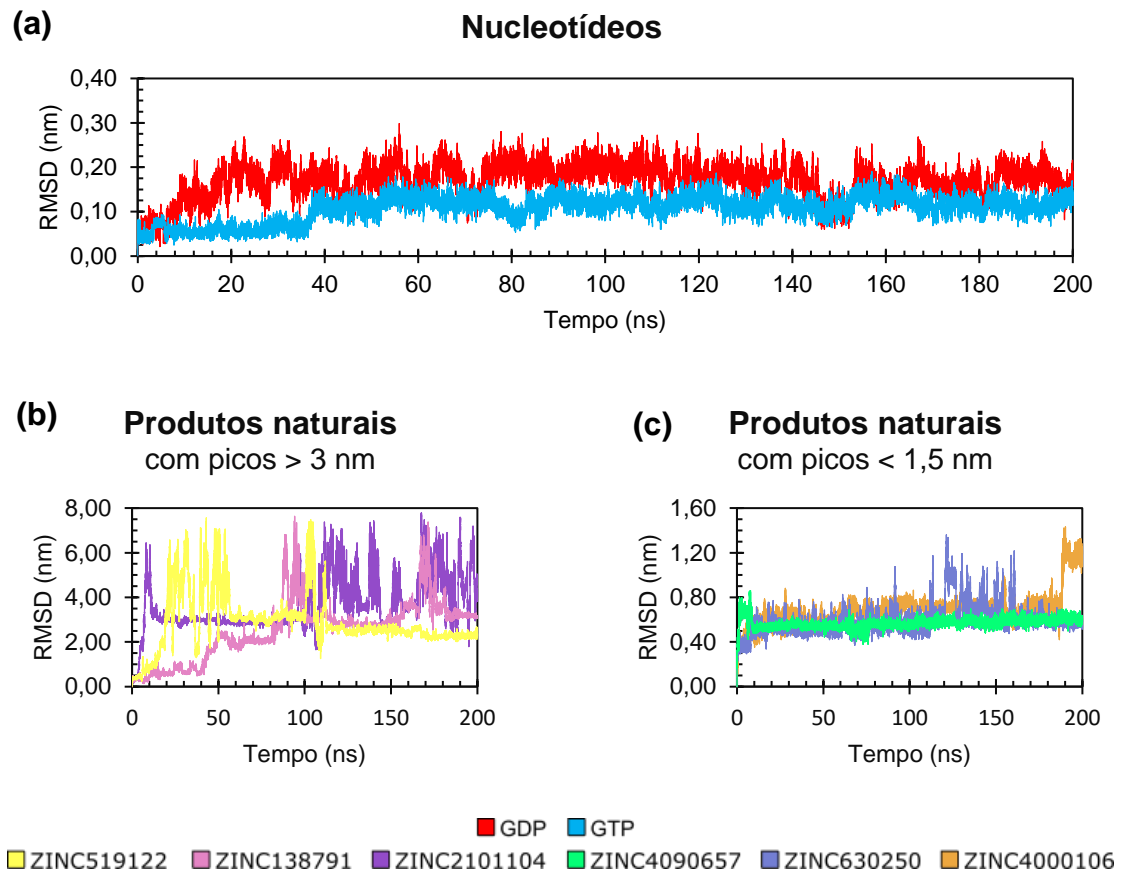 (a)
Nucleotídeos
0,40
0,30
0,20
0,10
0,00
RMSD (nm)
0 20 40 60 80 100 120 140 160 180 200
Tempo (ns)
(b)
Produtos naturais
com picos > 3 nm
8,00
6,00
4,00
2,00
0,00
RMSD (nm)
0 50 100 150 200
Tempo (ns)
(c)
Produtos naturais
com picos < 1,5 nm
1,60
1,20
0,80
0,40
0,00
RMSD (nm)
0 50 100 150 200
Tempo (ns)
GDP GTP
ZINC519122 ZINC138791 ZINC2101104 ZINC4090657 ZINC630250 ZINC4000106